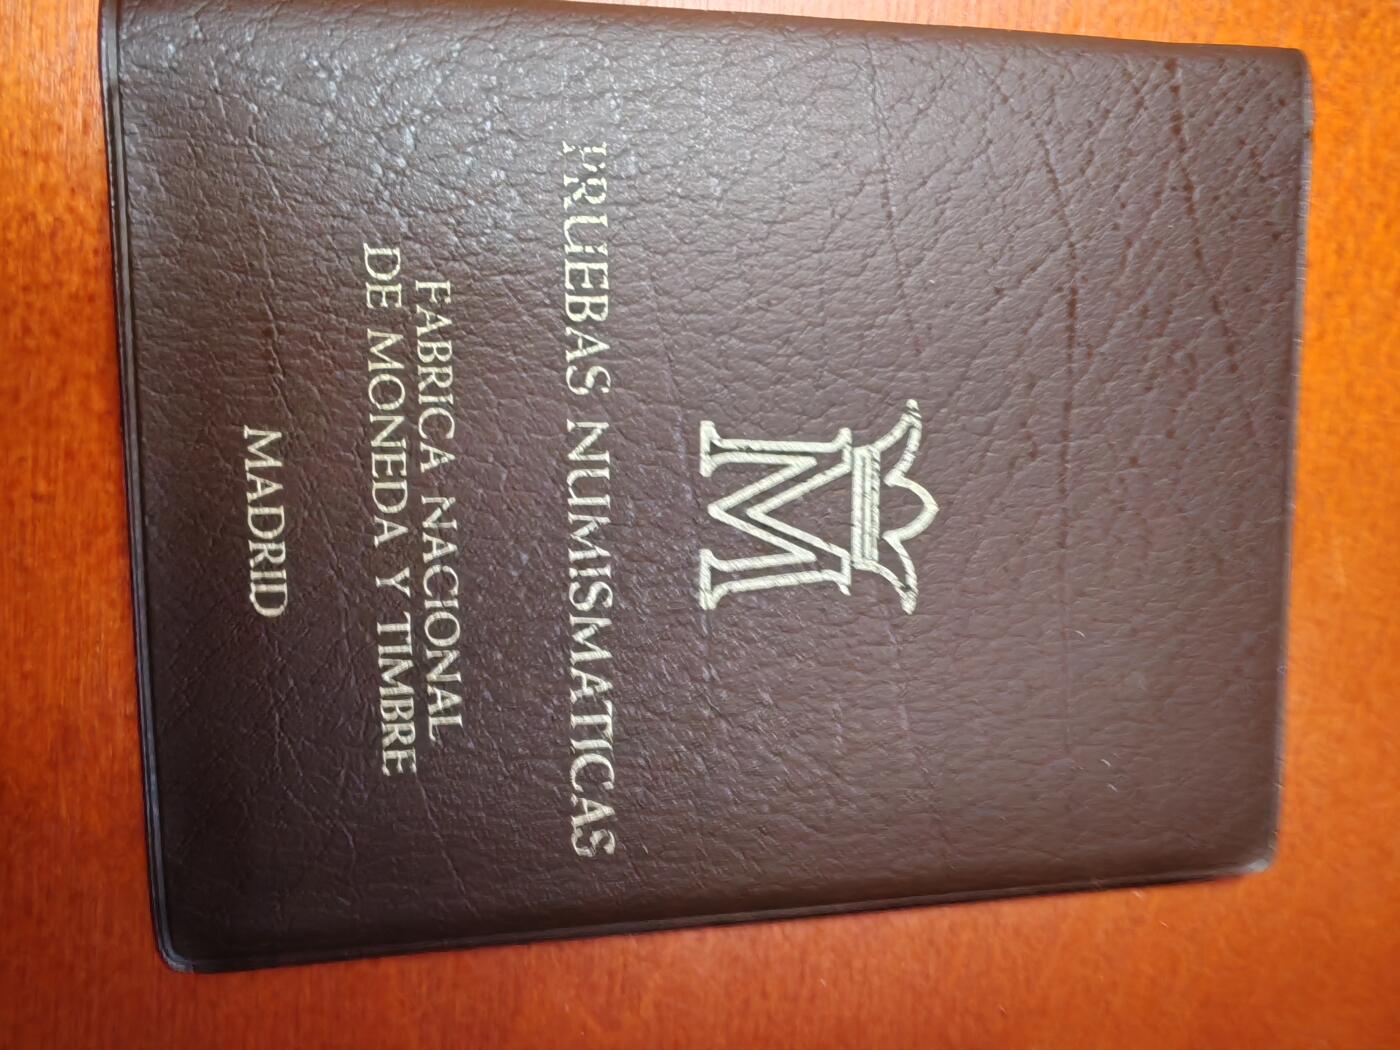 M
PRUEBAS NUMISMATICAS
FABRICA NACIONAL
DE MONEDA Y TIMBRE
MADRID